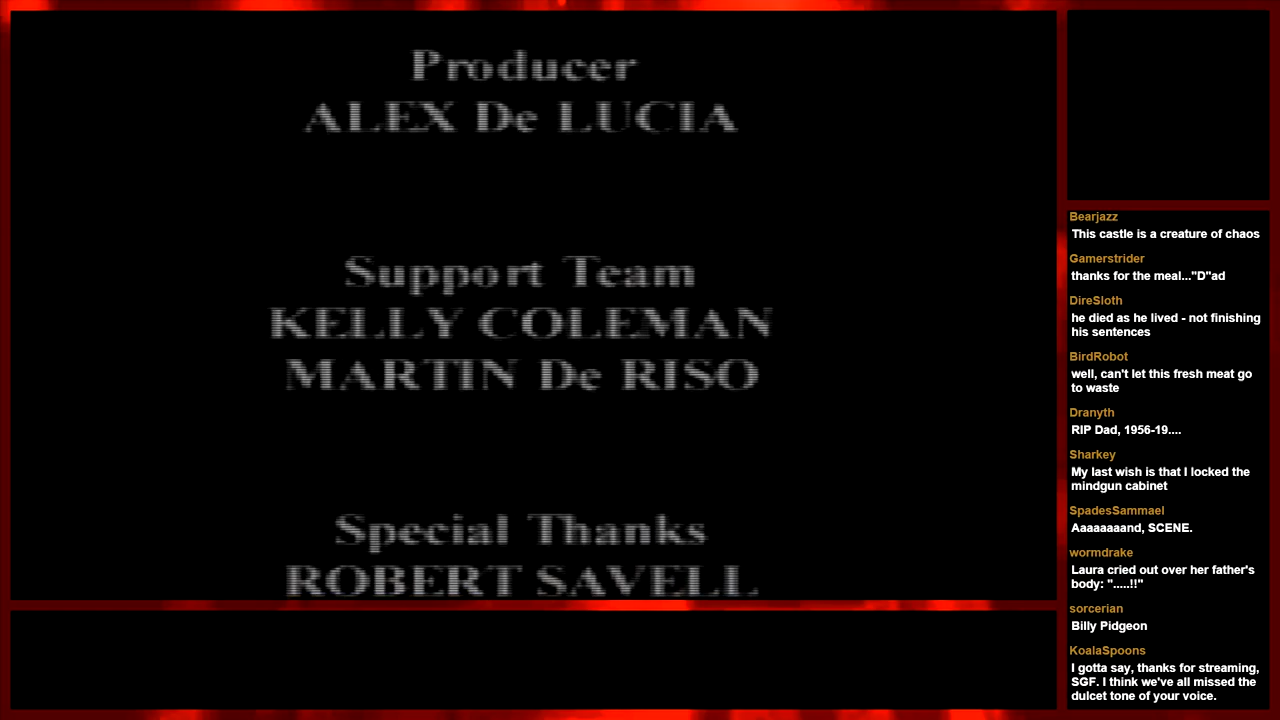 Producer
ALEX De LUCIA
Support Team
KELLY COLEMAN
MARTIN De RISO
Special Thanks
ROBERT SAVELL
Bearjazz
This castle is a creature of chaos
Gamerstrider
thanks for the meal..."D"ad
DireSloth
he died as he lived - not finishing
his sentences
BirdRobot
well, can't let this fresh meat go
to waste
Dranyth
RIP Dad, 1956-19....
Sharkey
My last wish is that I locked the
mindgun cabinet
SpadesSammael
Aaaaaaaand, SCENE.
wormdrake
Laura cried out over her father's
body: ".....!!"
sorcerian
Billy Pidgeon
KoalaSpoons
I gotta say, thanks for streaming,
SGF. I think we've all missed the
dulcet tone of your voice.